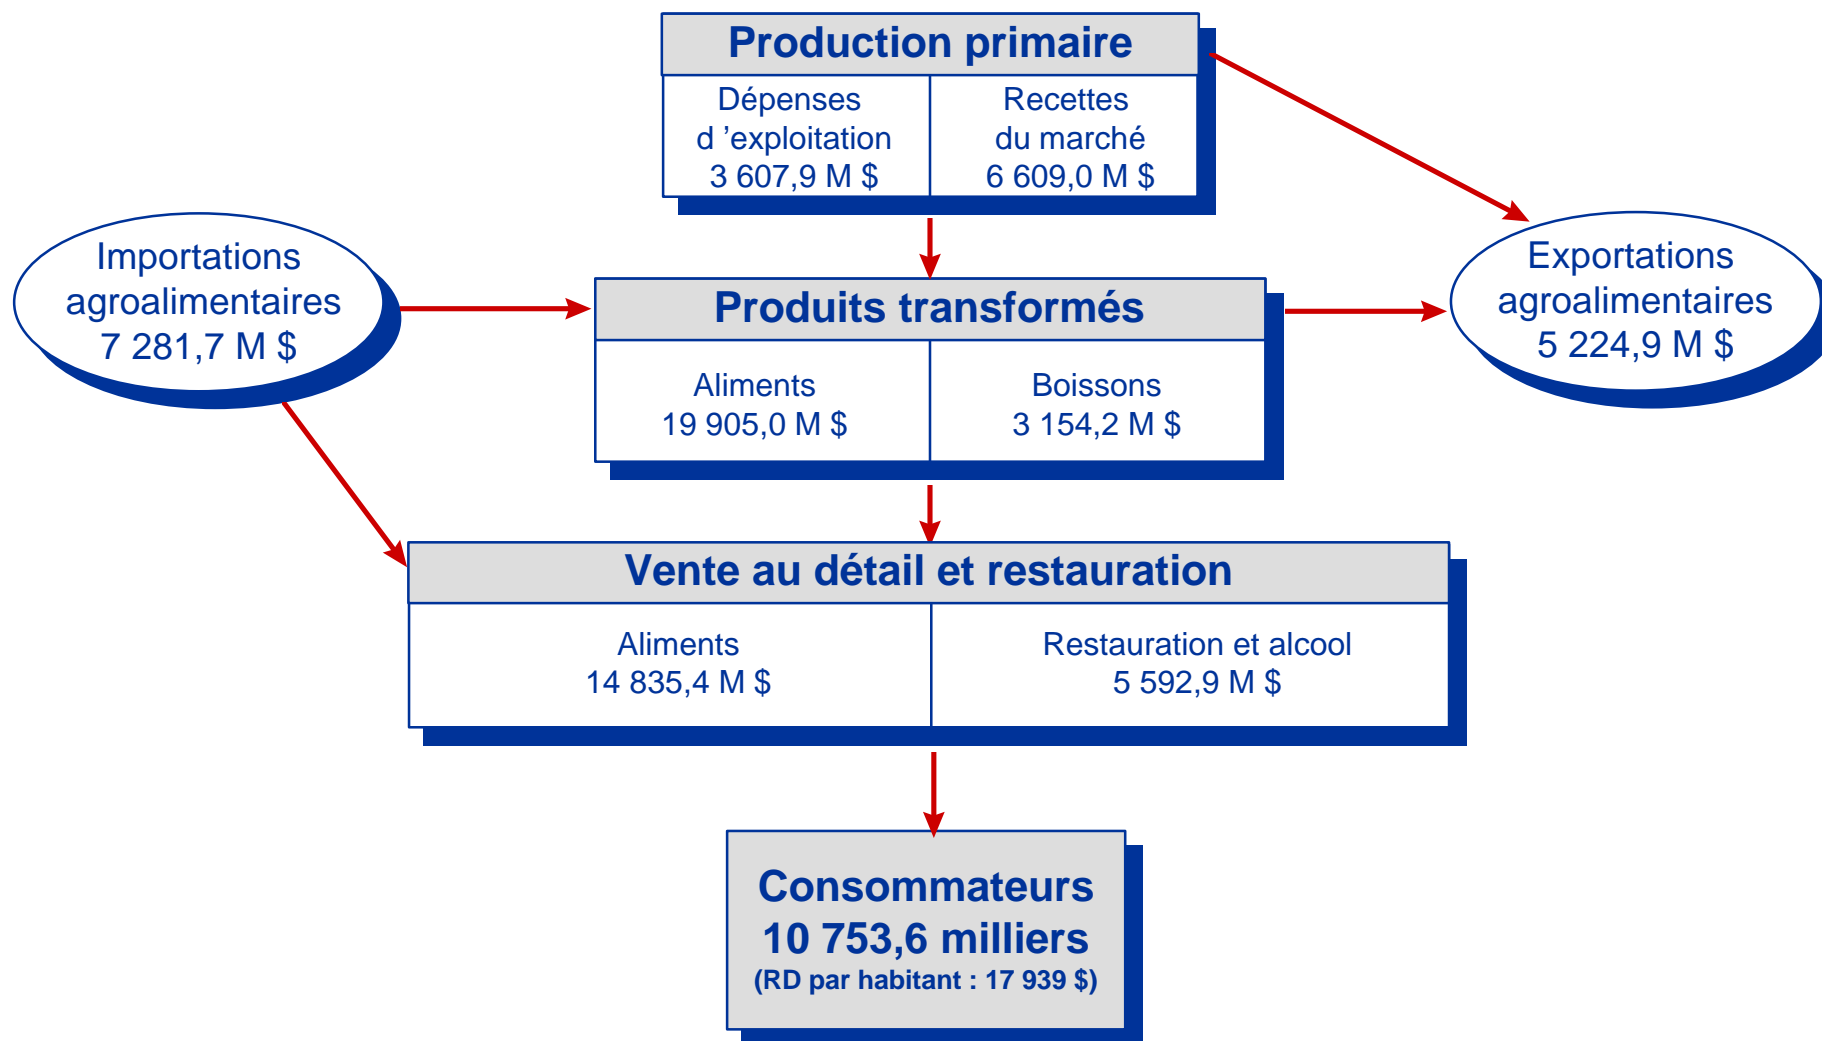 Production primaire
Dépenses
d ’exploitation
3 607,9 M $
Recettes
du marché
6 609,0 M $
Importations
agroalimentaires
7 281,7 M $
Exportations
agroalimentaires
5 224,9 M $
Produits transformés
Aliments
19 905,0 M $
Boissons
3 154,2 M $
Vente au détail et restauration
Aliments
14 835,4 M $
Restauration et alcool
5 592,9 M $
Consommateurs
10 753,6 milliers
(RD par habitant : 17 939 $)